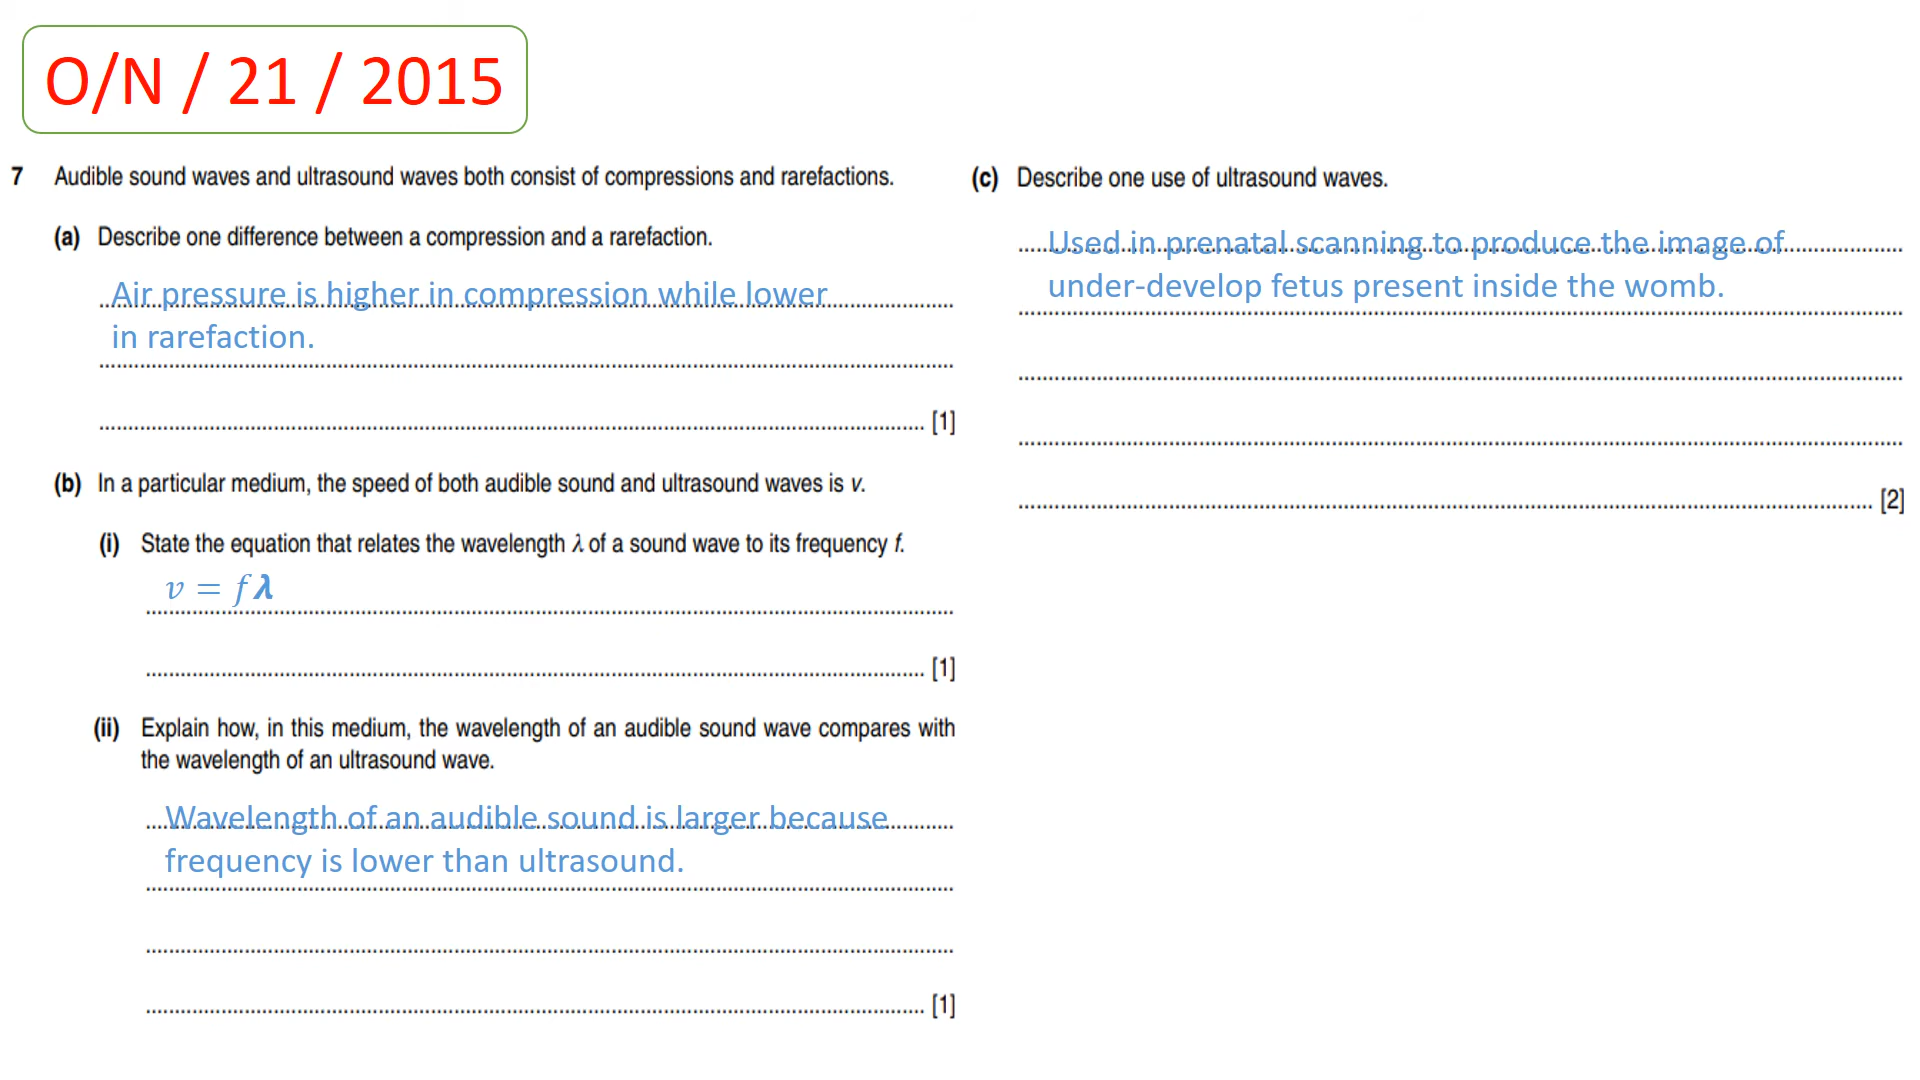 O/N / 21 / 2015
7 Audible sound waves and ultrasound waves both consist of compressions and rarefactions.
(a) Describe one difference between a compression and a rarefaction.
Air pressure is higher in compression while lower
in rarefaction.
[1]
(b) In a particular medium, the speed of both audible sound and ultrasound waves is v.
(i) State the equation that relates the wavelength λ of a sound wave to its frequency f.
v = fλ
[1]
(ii) Explain how, in this medium, the wavelength of an audible sound wave compares with
the wavelength of an ultrasound wave.
Wavelength of an audible sound is larger because
frequency is lower than ultrasound.
[1]
(c) Describe one use of ultrasound waves.
Used in prenatal scanning to produce the image of
under-develop fetus present inside the womb.
[2]